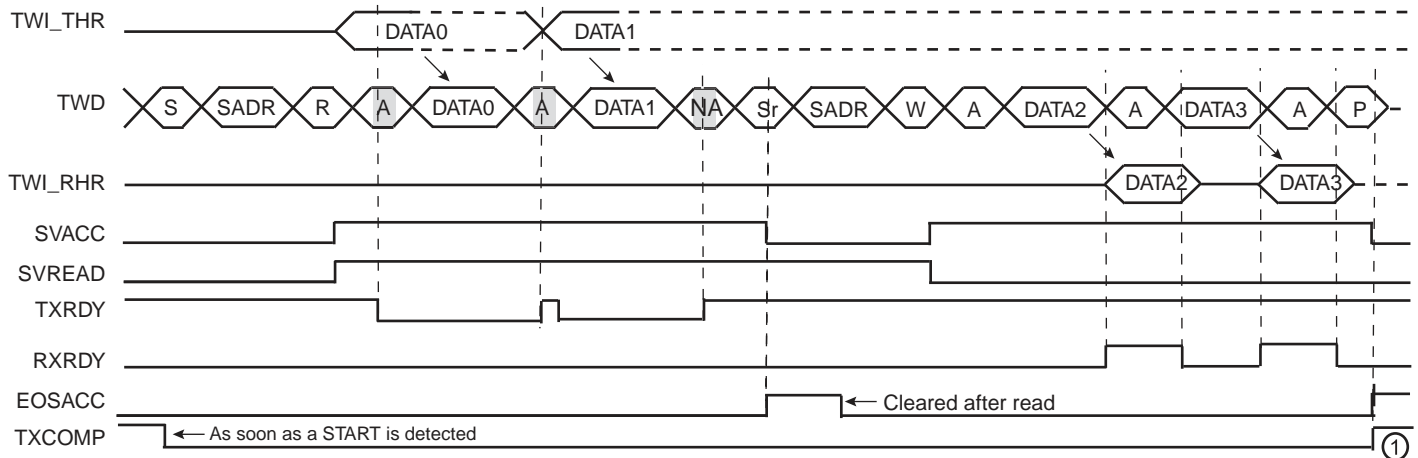 TWI_THR DATA0 DATA1
TWD S SADR R A DATA0 A DATA1 NA Sr SADR W A DATA2 A DATA3 A P
TWI_RHR DATA2 DATA3
SVACC
SVREAD
TXRDY
RXRDY
EOSACC Cleared after read
TXCOMP As soon as a START is detected 1